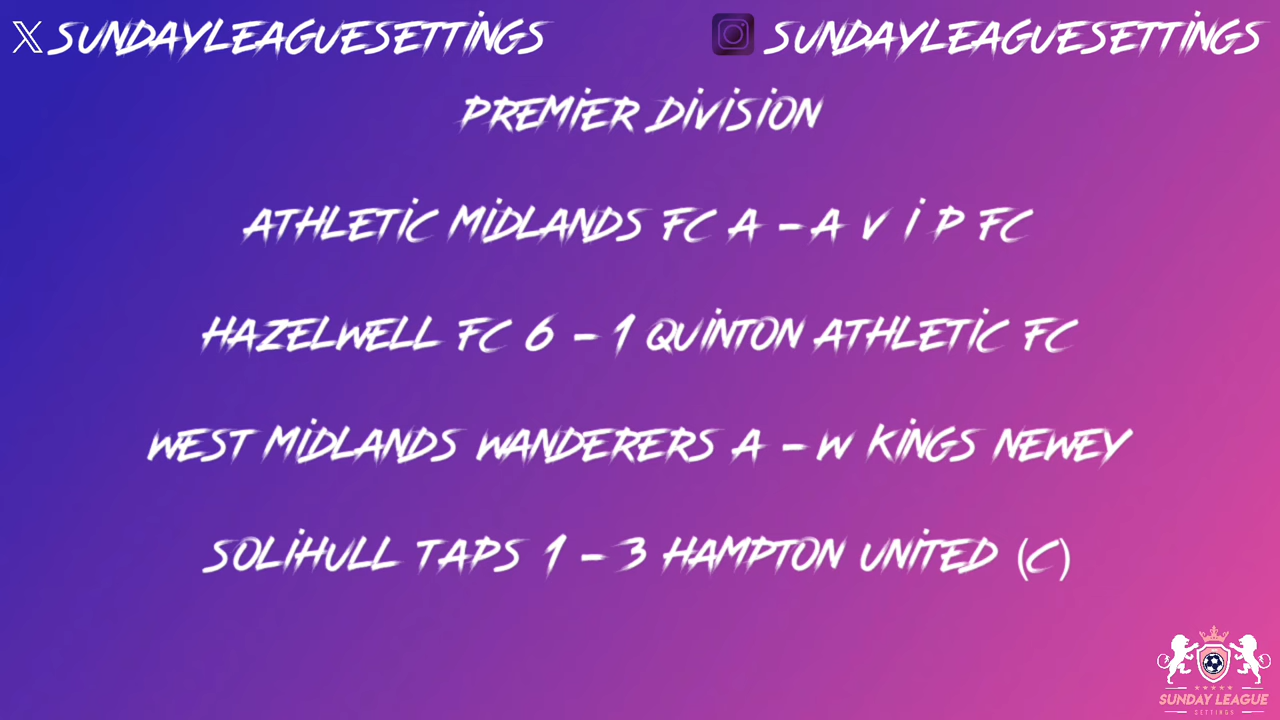 X SUNDAYLEAGUESETTINGS SUNDAYLEAGUESETTINGS
PREMIER DIVISION
ATHLETIC MIDLANDS FC A - A V I P FC
HAZELWELL FC 6 - 1 QUINTON ATHLETIC FC
WEST MIDLANDS WANDERERS A - W KINGS NEWEY
SOLIHULL TAPS 1 - 3 HAMPTON UNITED (C)
SUNDAY LEAGUE
SETTINGS